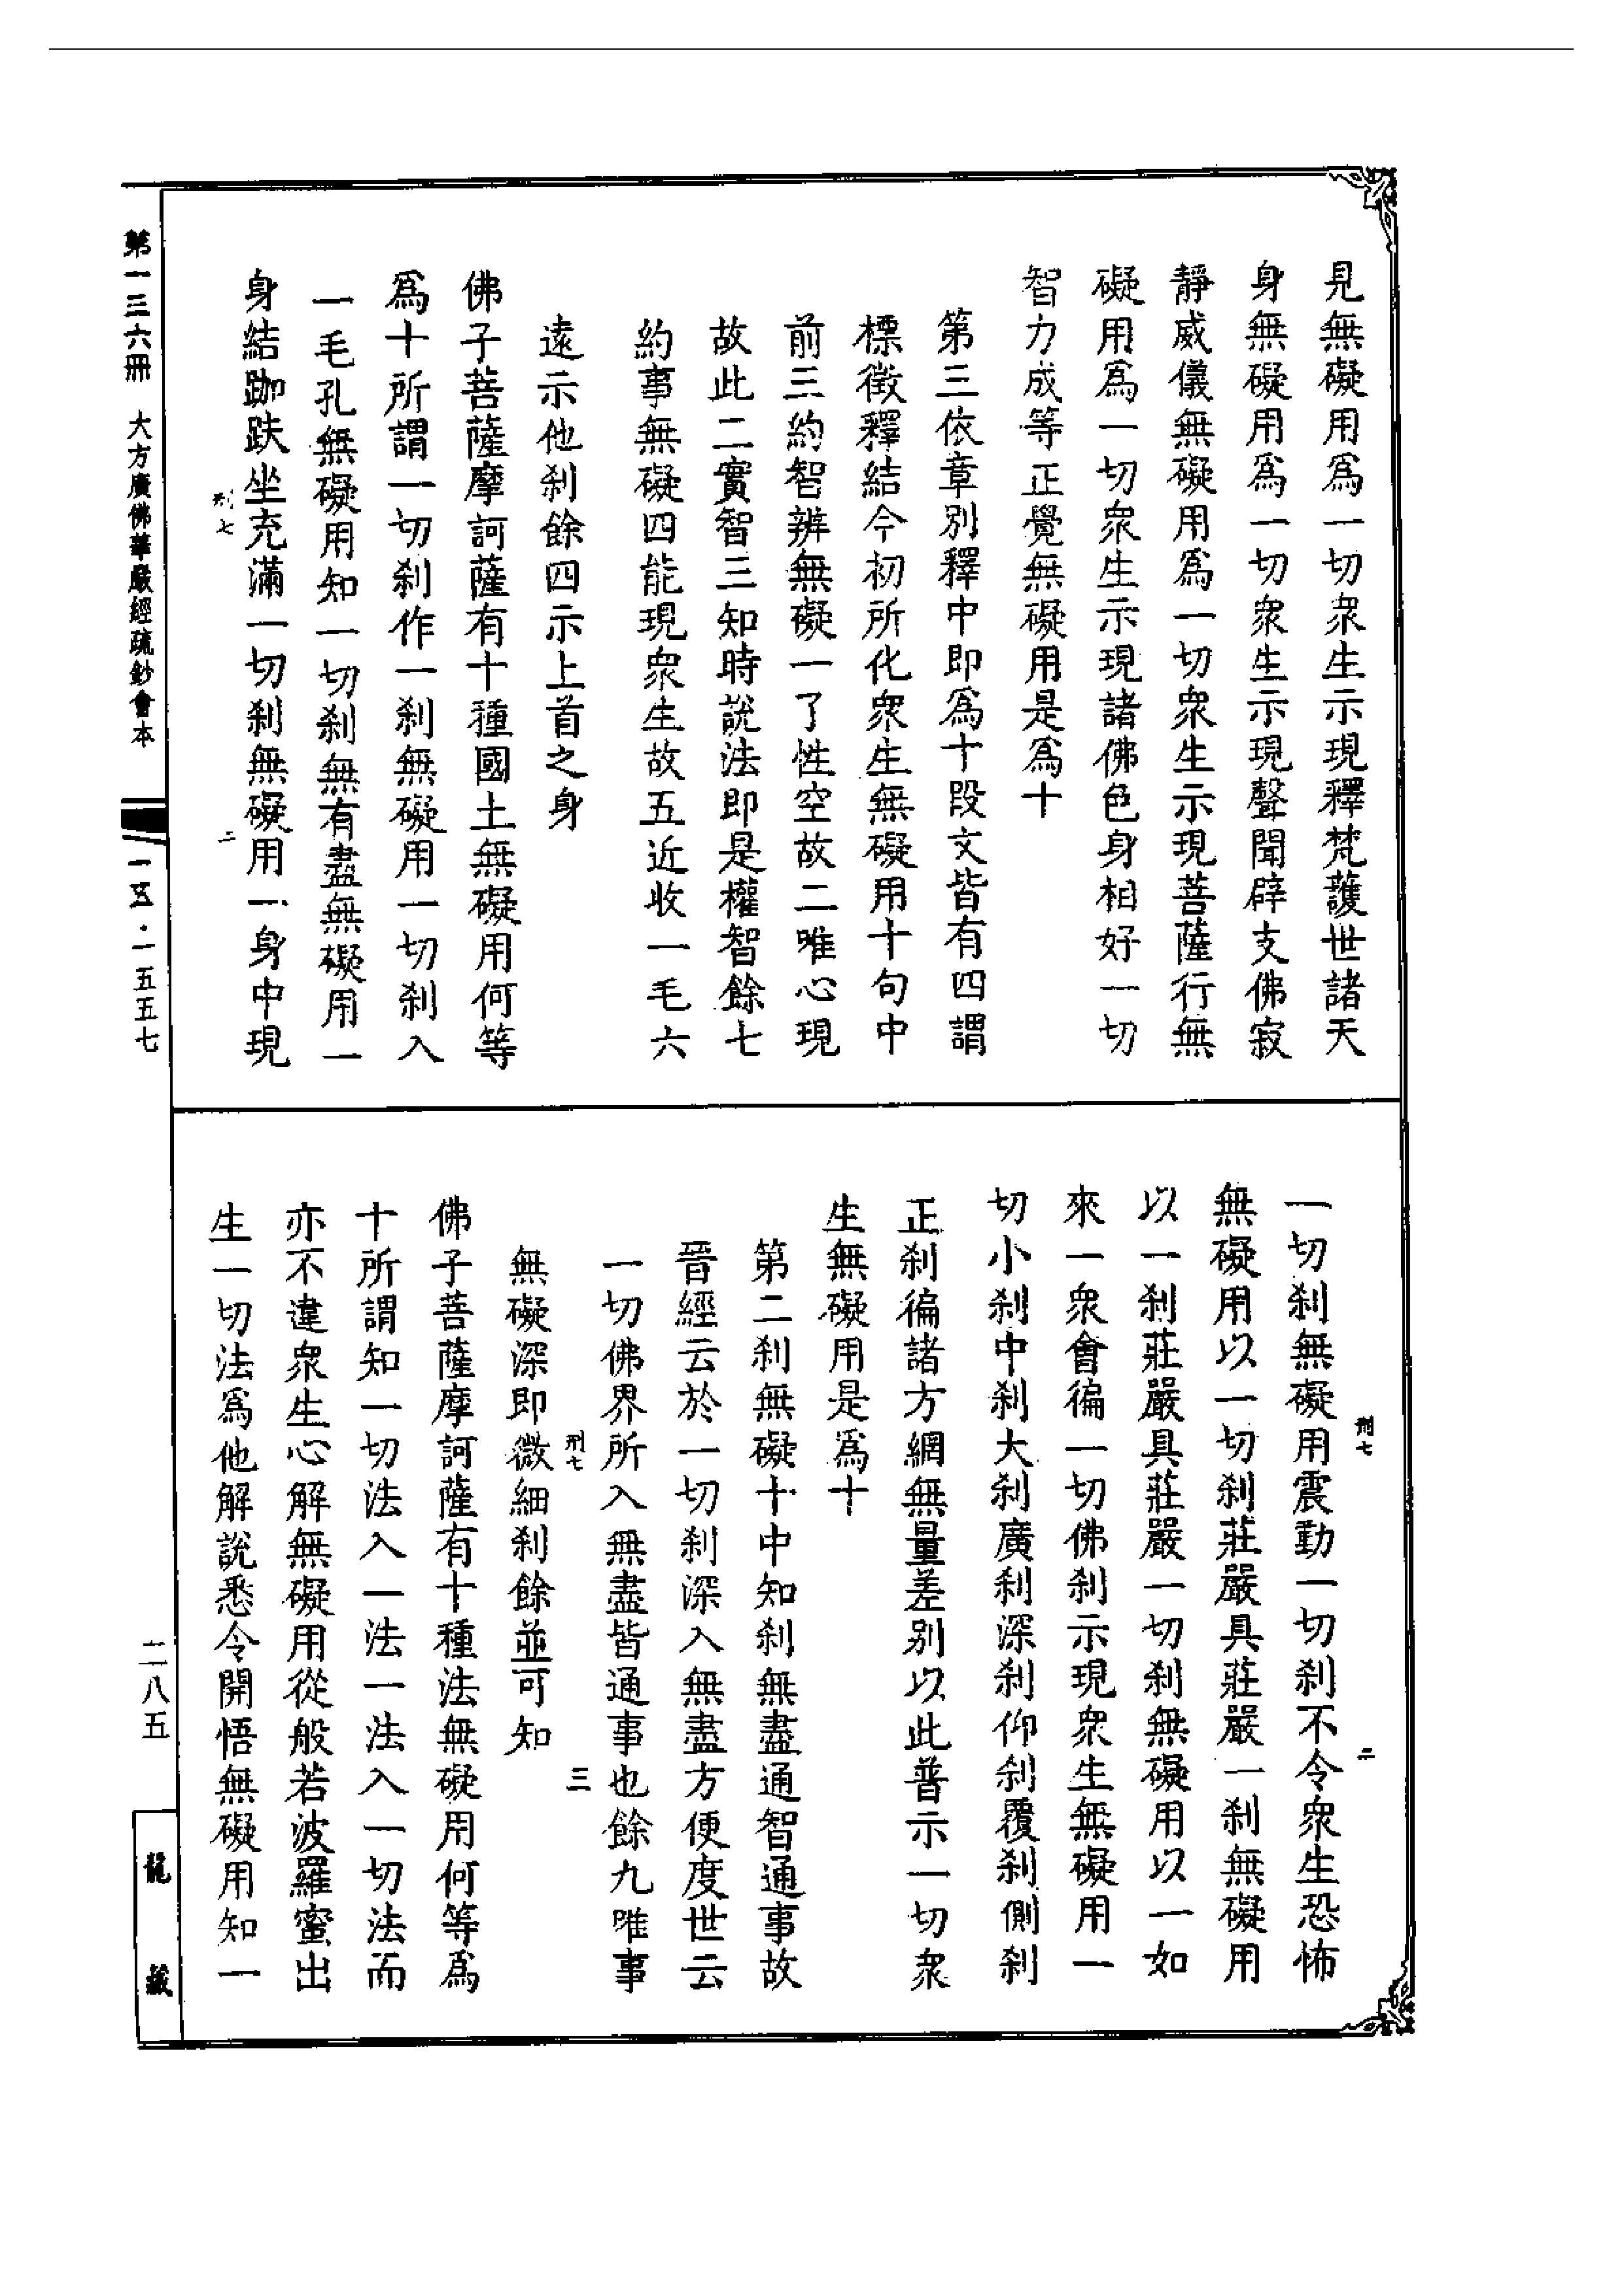 見無礙用爲一切衆生示現釋梵護世諸天
身無礙用爲一切衆生示現聲聞辟支佛寂
靜威儀無礙用爲一切衆生示現菩薩行無
礙用爲一切衆生示現諸佛色身相好一切
智力成等正覺無礙用是爲十
第三依章別釋中即爲十段文皆有四謂
標徵釋結今初所化衆生無礙用十句中
前三約智辨無礙一了性空故二唯心現
故此二實智三知時說法即是權智餘七
約事無礙四能現衆生故五近收一毛六
遠示他刹餘四示上首之身
佛子菩薩摩訶薩有十種國土無礙用何等
爲十所謂一切刹作一刹無礙用一切刹入
一毛孔無礙用知一切刹無有盡無礙用一
身結跏趺坐充滿一切刹無礙用一身中現
刑七 二
刑七 二
一切刹無礙用震動一切刹不令衆生恐怖
無礙用以一切刹莊嚴具莊嚴一刹無礙用
以一刹莊嚴具莊嚴一切刹無礙用以一如
來一衆會徧一切佛刹示現衆生無礙用一
切小刹中刹大刹廣刹深刹仰刹覆刹側刹
正刹徧諸方網無量差別以此普示一切衆
生無礙用是爲十
第二刹無礙十中知刹無盡通智通事故
晉經云於一切刹深入無盡方便度世云
一切佛界所入無盡皆通事也餘九唯事
刑七 三
無礙深即微細刹餘並可知
佛子菩薩摩訶薩有十種法無礙用何等爲
十所謂知一切法入一法一法入一切法而
亦不違衆生心解無礙用從般若波羅蜜出
生一切法爲他解說悉令開悟無礙用知一
第一三六冊 大方廣佛華嚴經疏鈔會本
一五五七
二八五
龍藏